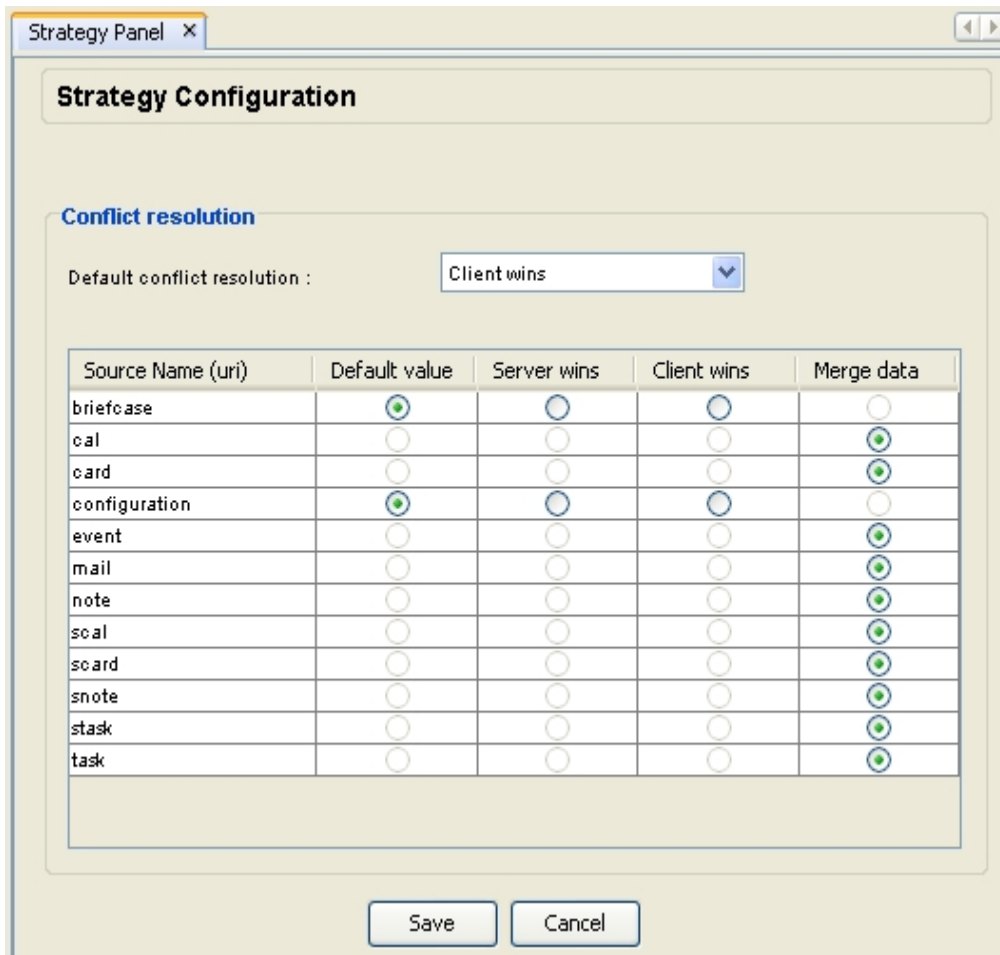 Strategy Panel
Strategy Configuration
Conflict resolution
Default conflict resolution : Client wins
Source Name (uri) Default value Server wins Client wins Merge data
briefcase
cal
card
configuration
event
mail
note
scal
scard
snote
stask
task
Save Cancel